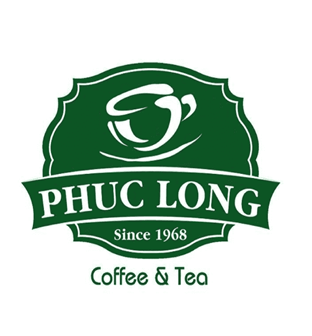 PHUC LONG
Since 1968
Coffee & Tea